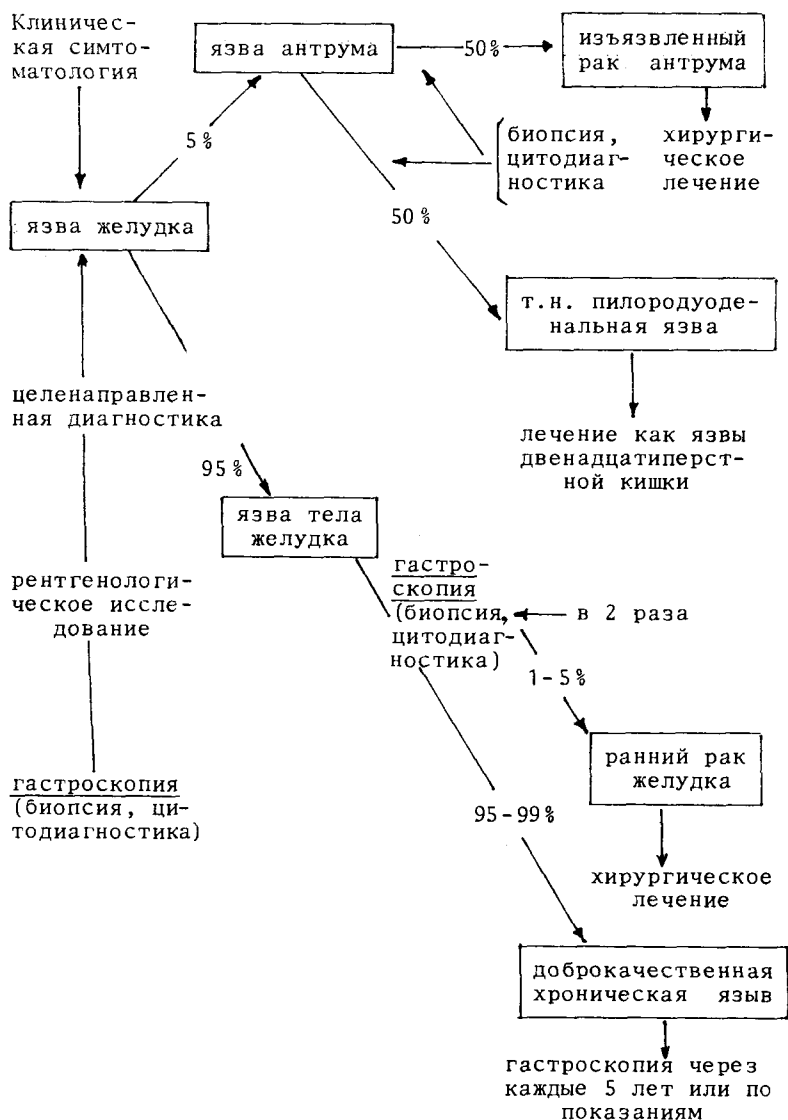 Клиничес-
кая симто-
матология
язва антрума
50%
изъязвленный
рак антрума
5%
биопсия,
цитодиаг-
ностика
хирурги-
ческое
лечение
язва желудка
50%
т.н. пилородуоде-
нальная язва
целенаправлен-
ная диагностика
лечение как язвы
двенадцатиперст-
ной кишки
95%
язва тела
желудка
гастро-
скопия
(биопсия,
цитодиаг-
ностика)
в 2 раза
рентгенологи-
ческое иссле-
дование
1-5%
ранний рак
желудка
гастроскопия
(биопсия, ци-
тодиагностика)
95-99%
хирургическое
лечение
доброкачественная
хроническая языв
гастроскопия через
каждые 5 лет или по
показаниям